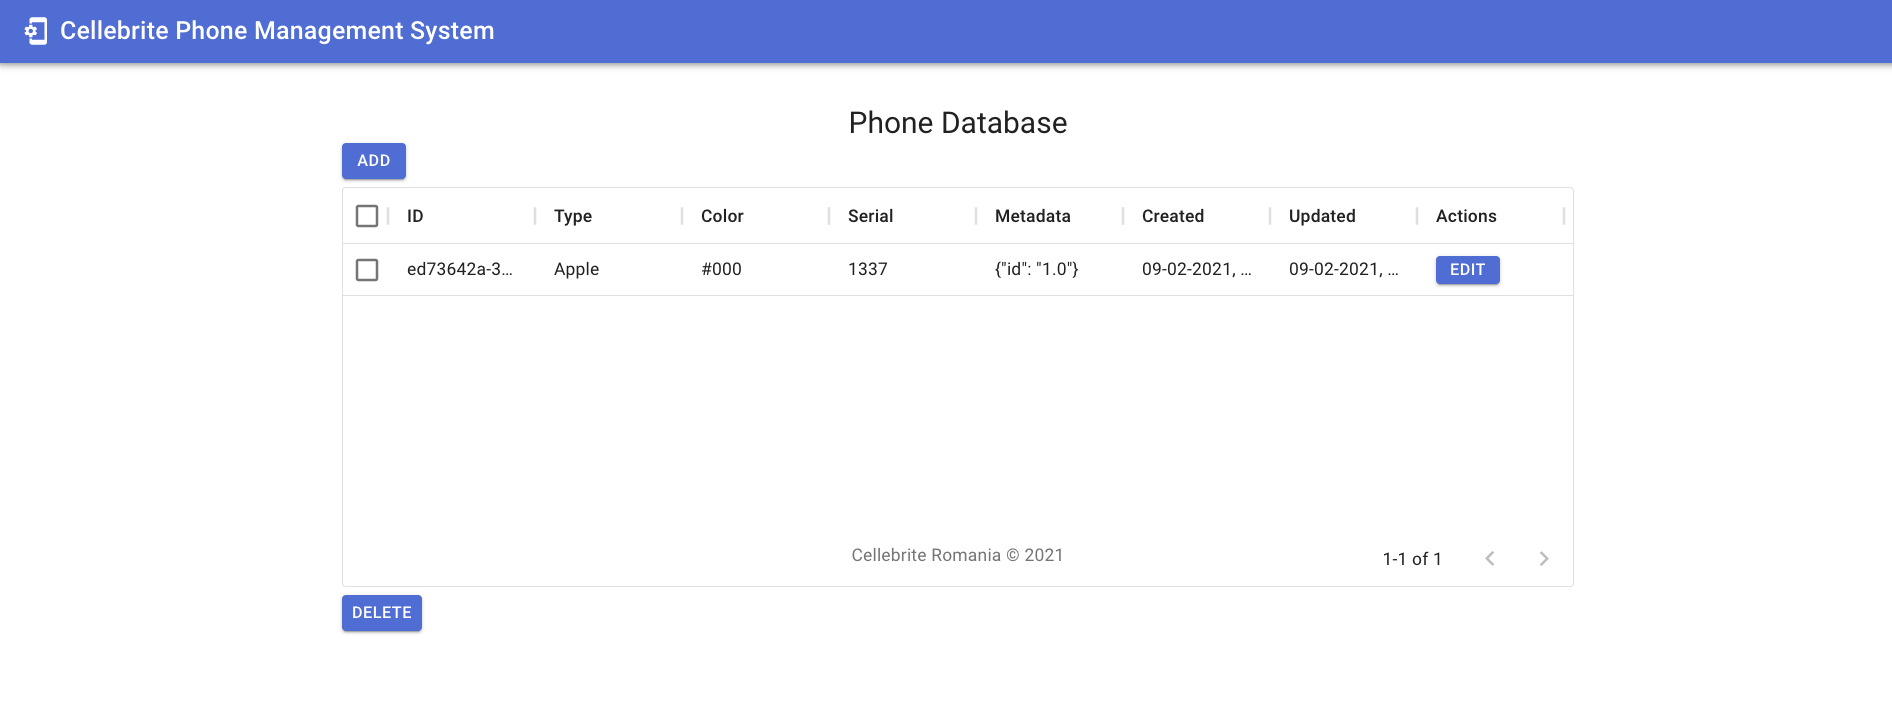 Cellebrite Phone Management System
Phone Database
ADD
ID Type Color Serial Metadata Created Updated Actions
ed73642a-3... Apple #000 1337 {"id": "1.0"} 09-02-2021, ... 09-02-2021, ... EDIT
Cellebrite Romania © 2021 1-1 of 1
DELETE